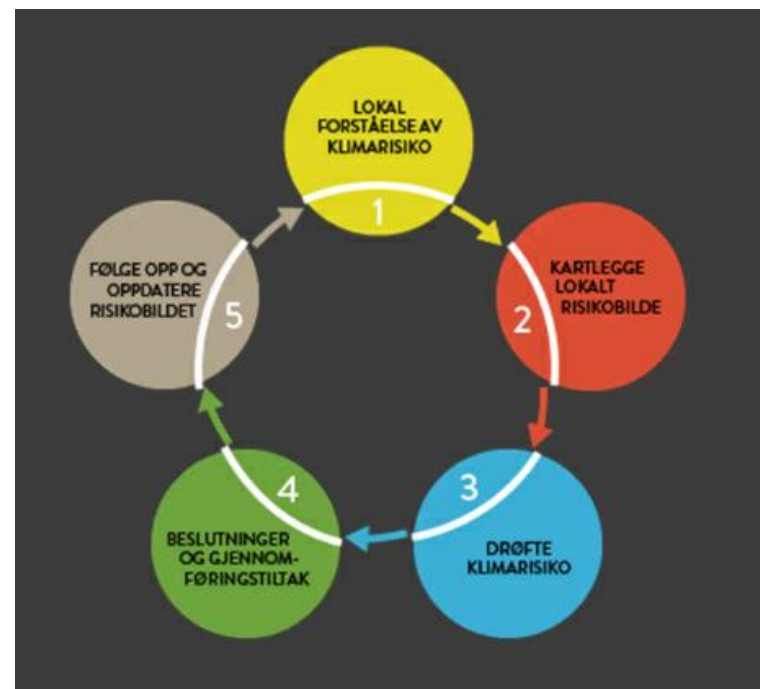 LOKAL
FORSTÅELSE AV
KLIMARISIKO
1
KARTLEGGE
LOKALT
RISIKOBILDE
2
3
DRØFTE
KLIMARISIKO
4
BESLUTNINGER
OG GJENNOM-
FØRINGSTILTAK
FØLGE OPP OG
OPPDATERE
RISIKOBILDET
5